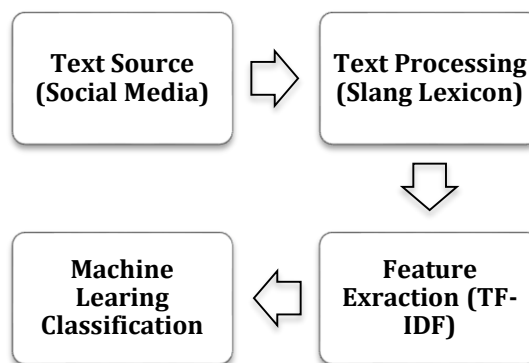 Text Source
(Social Media)
Text Processing
(Slang Lexicon)
Feature
Exraction (TF-
IDF)
Machine
Learing
Classification